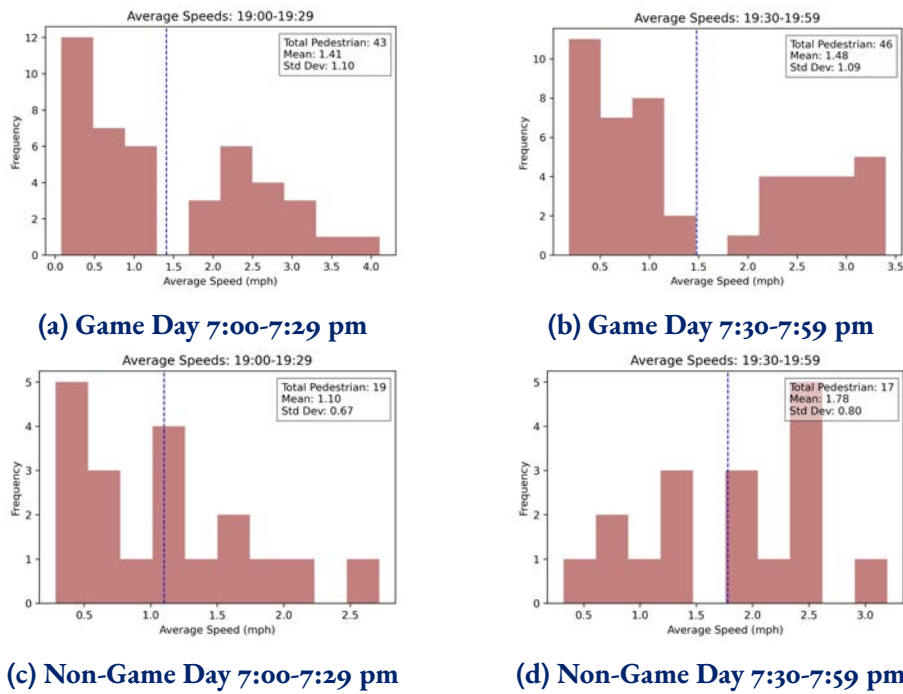 Average Speeds: 19:00-19:29
Total Pedestrian: 43
Mean: 1.41
Std Dev: 1.10
Frequency
12
10
8
6
4
2
0
0.0 0.5 1.0 1.5 2.0 2.5 3.0 3.5 4.0
Average Speed (mph)
(a) Game Day 7:00-7:29 pm
Average Speeds: 19:30-19:59
Total Pedestrian: 46
Mean: 1.48
Std Dev: 1.09
Frequency
10
8
6
4
2
0
0.5 1.0 1.5 2.0 2.5 3.0 3.5
Average Speed (mph)
(b) Game Day 7:30-7:59 pm
Average Speeds: 19:00-19:29
Total Pedestrian: 19
Mean: 1.10
Std Dev: 0.67
Frequency
5
4
3
2
1
0
0.5 1.0 1.5 2.0 2.5
Average Speed (mph)
(c) Non-Game Day 7:00-7:29 pm
Average Speeds: 19:30-19:59
Total Pedestrian: 17
Mean: 1.78
Std Dev: 0.80
Frequency
5
4
3
2
1
0
0.5 1.0 1.5 2.0 2.5 3.0
Average Speed (mph)
(d) Non-Game Day 7:30-7:59 pm